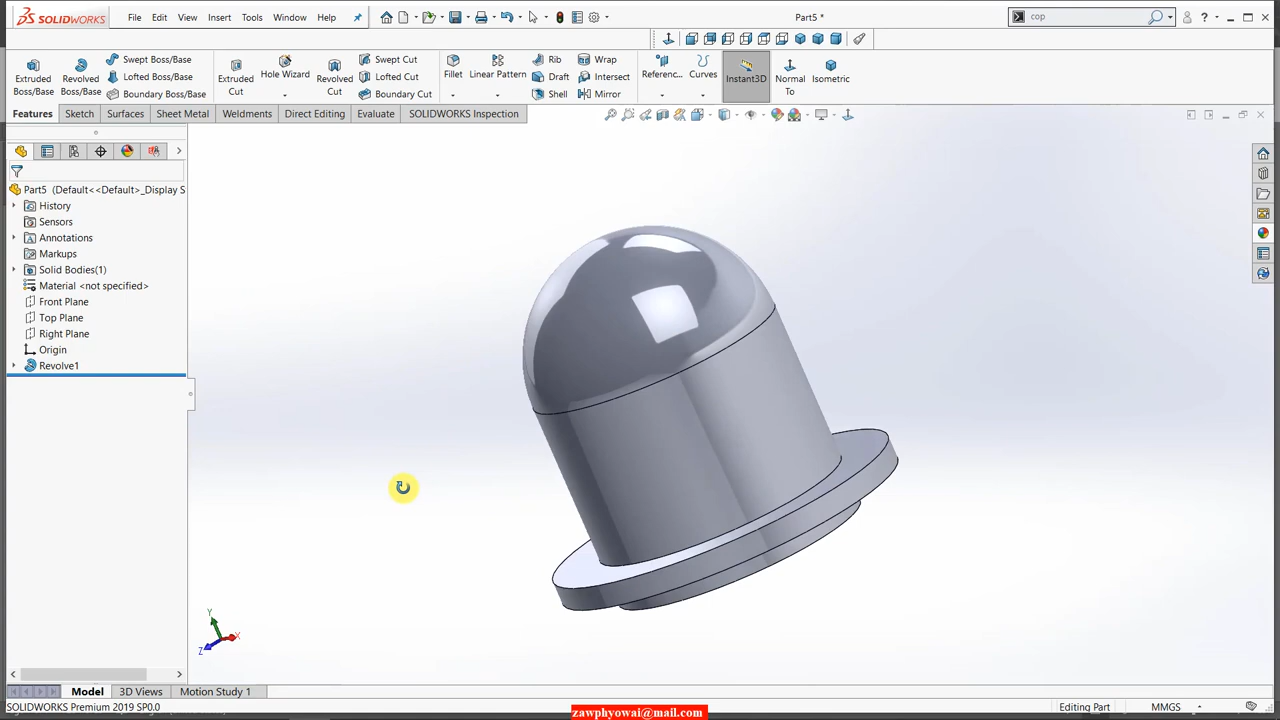 SOLIDWORKS File Edit View Insert Tools Window Help Part5 * cop
Extruded Boss/Base Revolved Boss/Base Swept Boss/Base Lofted Boss/Base Boundary Boss/Base Extruded Cut Hole Wizard Revolved Cut Swept Cut Lofted Cut Boundary Cut Fillet Linear Pattern Rib Draft Shell Wrap Intersect Mirror Referenc... Curves Instant3D Normal To Isometric
Features Sketch Surfaces Sheet Metal Weldments Direct Editing Evaluate SOLIDWORKS Inspection
Part5 (Default<<Default>_Display S
History
Sensors
Annotations
Markups
Solid Bodies(1)
Material <not specified>
Front Plane
Top Plane
Right Plane
Origin
Revolve1
Y
X
Z
Model 3D Views Motion Study 1
SOLIDWORKS Premium 2019 SP0.0 Editing Part MMGS
zawphyowai@mail.com